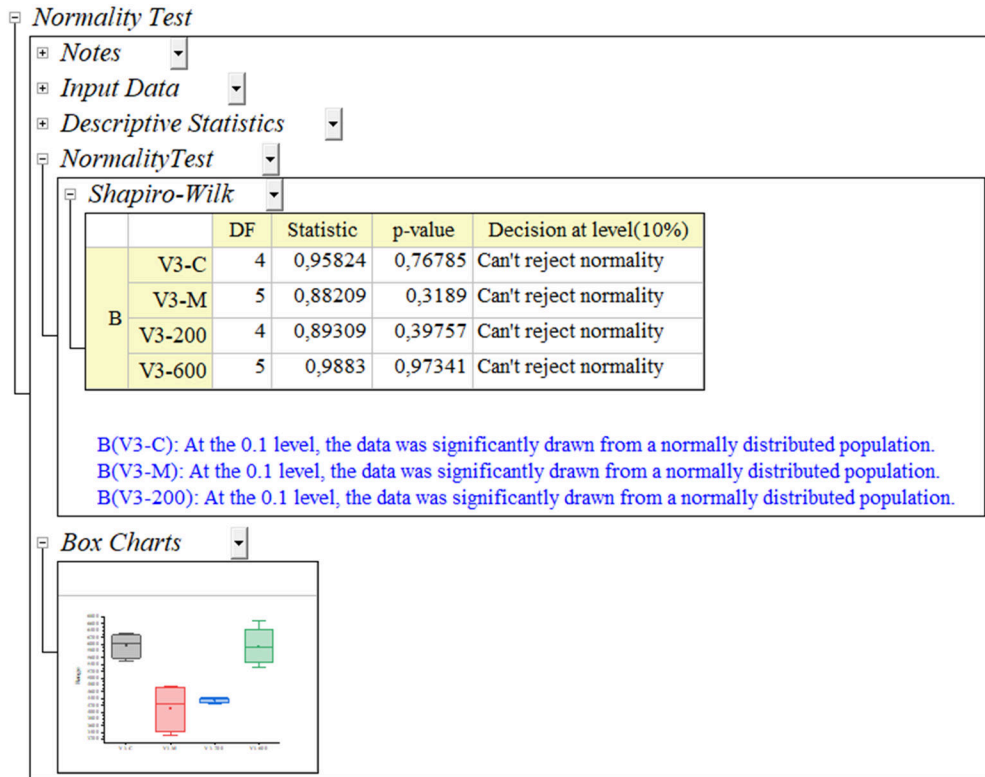 Normality Test
Notes
Input Data
Descriptive Statistics
NormalityTest
Shapiro-Wilk
DF Statistic p-value Decision at level(10%)
B
V3-C 4 0,95824 0,76785 Can't reject normality
V3-M 5 0,88209 0,3189 Can't reject normality
V3-200 4 0,89309 0,39757 Can't reject normality
V3-600 5 0,9883 0,97341 Can't reject normality
B(V3-C): At the 0.1 level, the data was significantly drawn from a normally distributed population.
B(V3-M): At the 0.1 level, the data was significantly drawn from a normally distributed population.
B(V3-200): At the 0.1 level, the data was significantly drawn from a normally distributed population.
Box Charts
Range